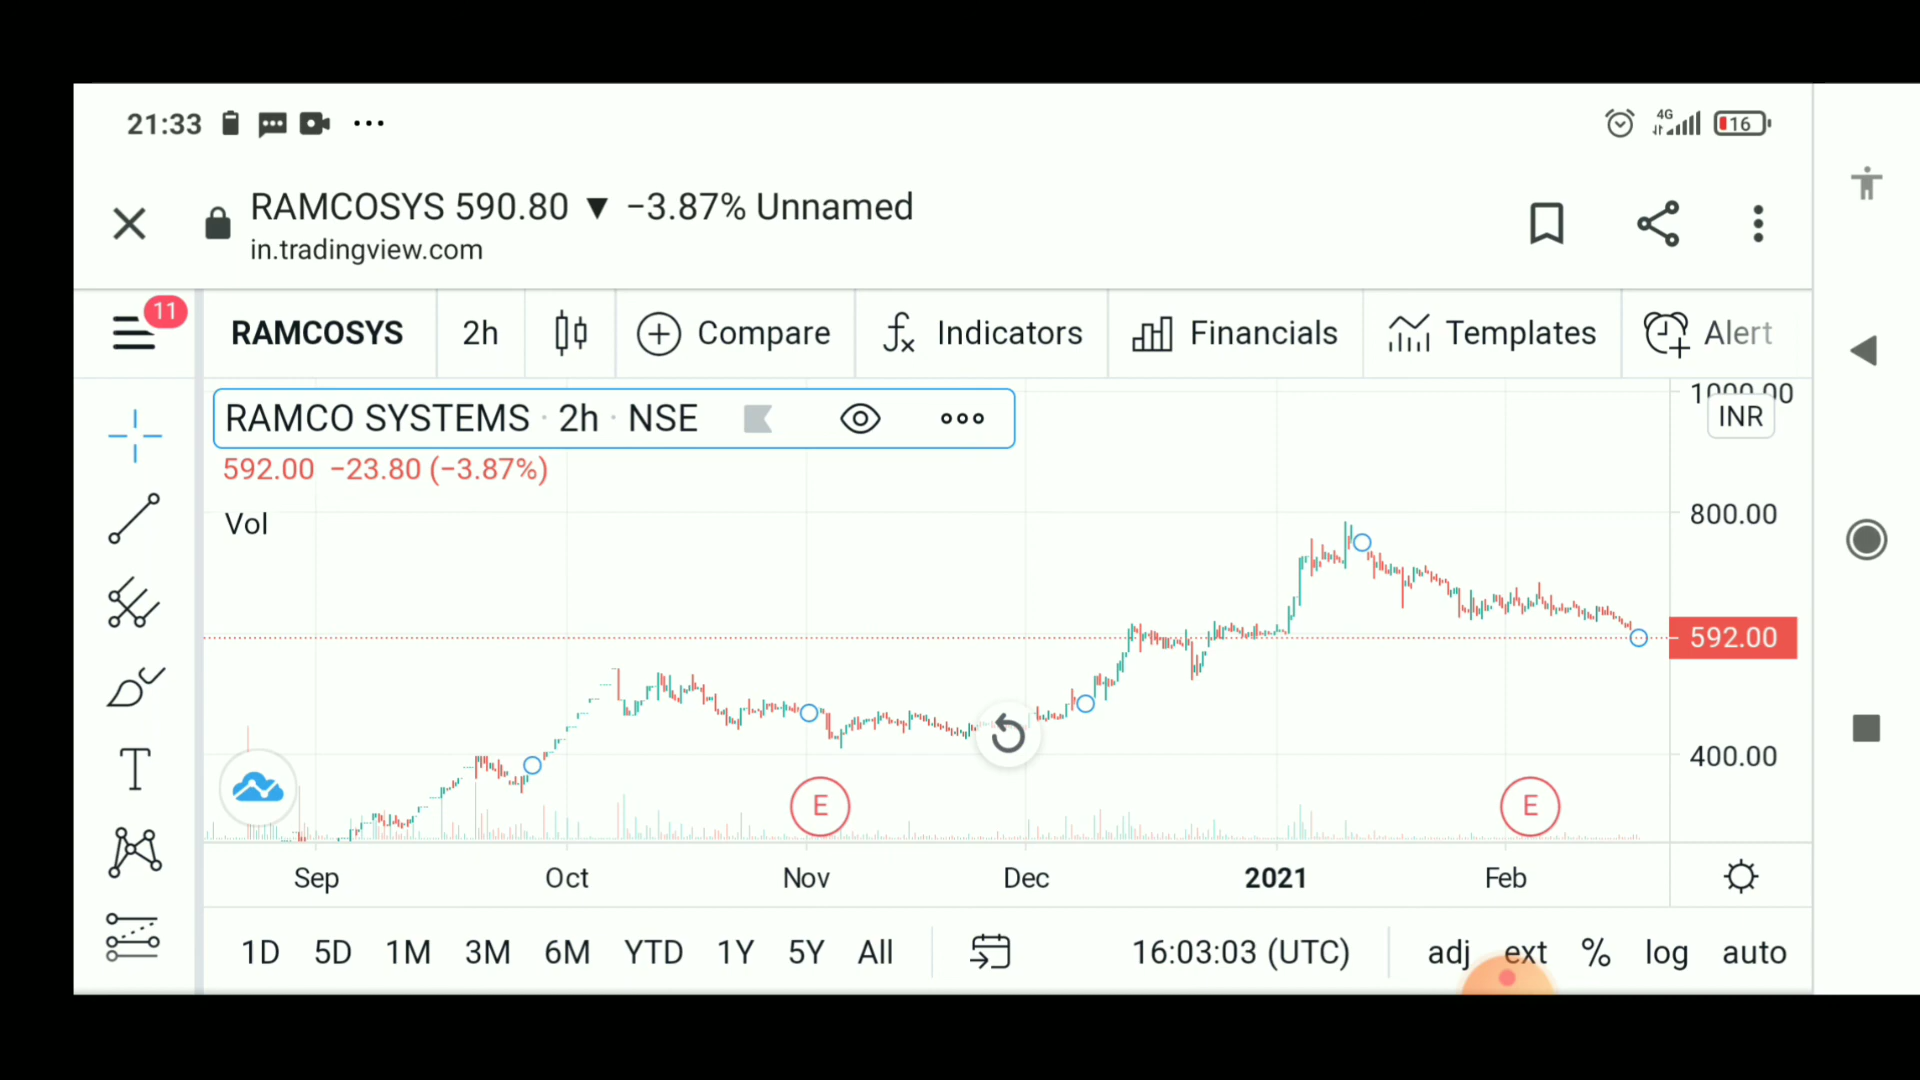 21:33 4G 16
RAMCOSYS 590.80 ▼ −3.87% Unnamed
in.tradingview.com
11
RAMCOSYS 2h Compare Indicators Financials Templates Alert
RAMCO SYSTEMS · 2h · NSE
592.00 −23.80 (−3.87%)
Vol
1000.00
INR
800.00
592.00
400.00
E E
Sep Oct Nov Dec 2021 Feb
1D 5D 1M 3M 6M YTD 1Y 5Y All 16:03:03 (UTC) adj ext % log auto